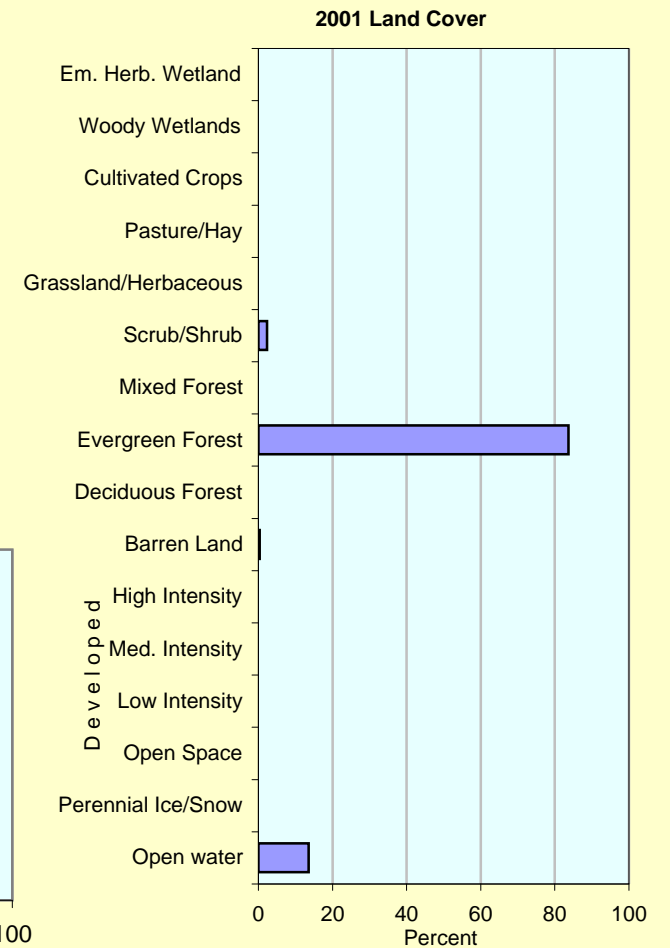 2001 Land Cover
Em. Herb. Wetland
Woody Wetlands
Cultivated Crops
Pasture/Hay
Grassland/Herbaceous
Scrub/Shrub
Mixed Forest
Evergreen Forest
Deciduous Forest
Barren Land
Developed
High Intensity
Med. Intensity
Low Intensity
Open Space
Perennial Ice/Snow
Open water
0 20 40 60 80 100
Percent